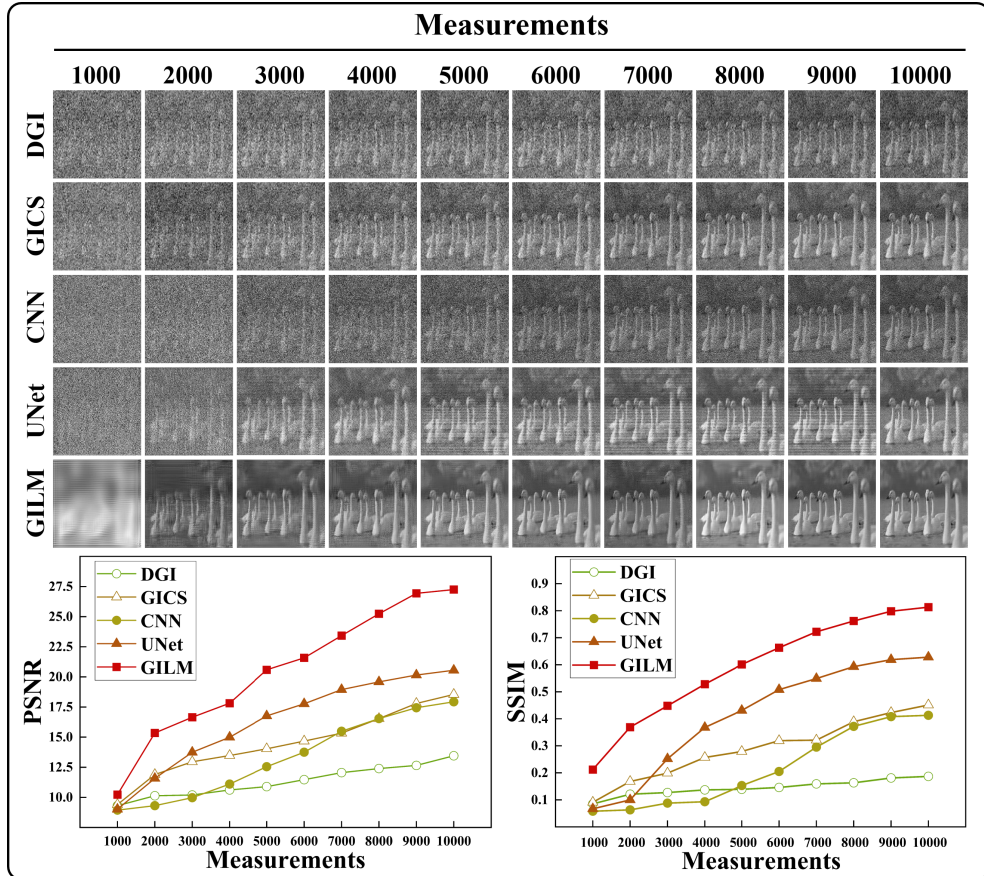 Measurements
1000 2000 3000 4000 5000 6000 7000 8000 9000 10000
DGI
GICS
CNN
UNet
GILM
PSNR
27.5
25.0
22.5
20.0
17.5
15.0
12.5
10.0
DGI
GICS
CNN
UNet
GILM
1000 2000 3000 4000 5000 6000 7000 8000 9000 10000
Measurements
SSIM
0.9
0.8
0.7
0.6
0.5
0.4
0.3
0.2
0.1
DGI
GICS
CNN
UNet
GILM
1000 2000 3000 4000 5000 6000 7000 8000 9000 10000
Measurements